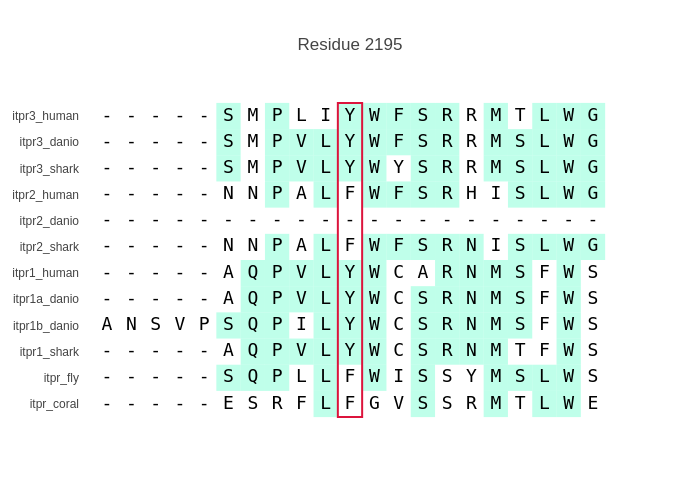 Residue 2195
itpr3_human - - - - - S M P L I Y W F S R R M T L W G
itpr3_danio - - - - - S M P V L Y W F S R R M S L W G
itpr3_shark - - - - - S M P V L Y W Y S R R M S L W G
itpr2_human - - - - - N N P A L F W F S R H I S L W G
itpr2_danio - - - - - - - - - - - - - - - - - - - - -
itpr2_shark - - - - - N N P A L F W F S R N I S L W G
itpr1_human - - - - - A Q P V L Y W C A R N M S F W S
itpr1a_danio - - - - - A Q P V L Y W C S R N M S F W S
itpr1b_danio A N S V P S Q P I L Y W C S R N M S F W S
itpr1_shark - - - - - A Q P V L Y W C S R N M T F W S
itpr_fly - - - - - S Q P L L F W I S S Y M S L W S
itpr_coral - - - - - E S R F L F G V S S R M T L W E